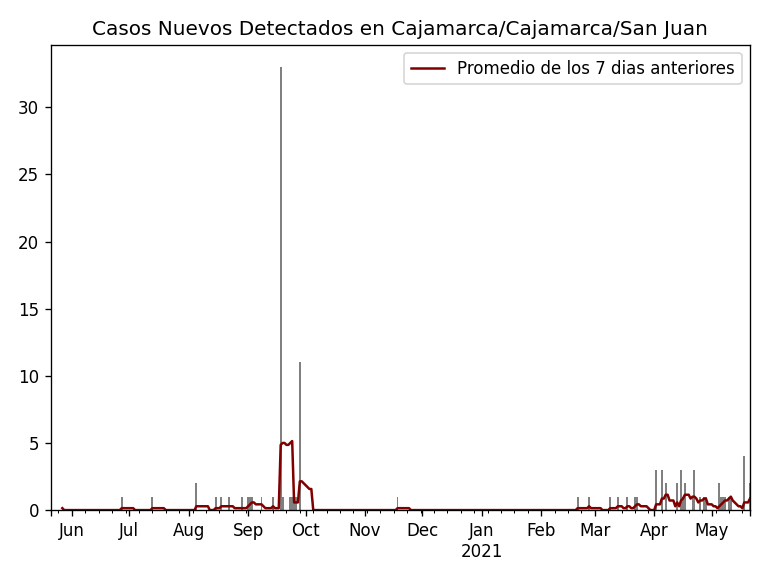 Casos Nuevos Detectados en Cajamarca/Cajamarca/San Juan
Promedio de los 7 dias anteriores
30
25
20
15
10
5
0
Jun Jul Aug Sep Oct Nov Dec Jan Feb Mar Apr May
2021